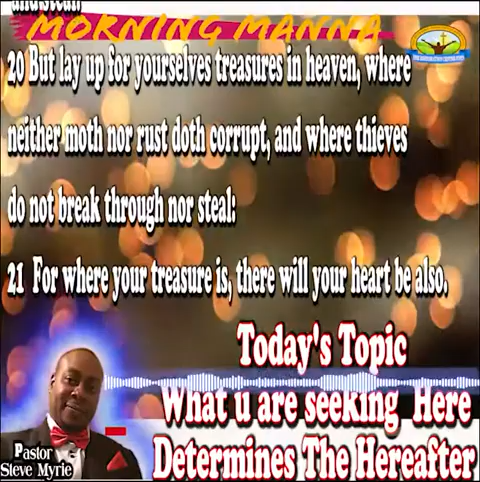 and steal:
MORNING MANNA
20 But lay up for yourselves treasures in heaven, where
neither moth nor rust doth corrupt, and where thieves
do not break through nor steal:
21 For where your treasure is, there will your heart be also.
Today's Topic
What u are seeking Here
Determines The Hereafter
Pastor
Steve Myrie